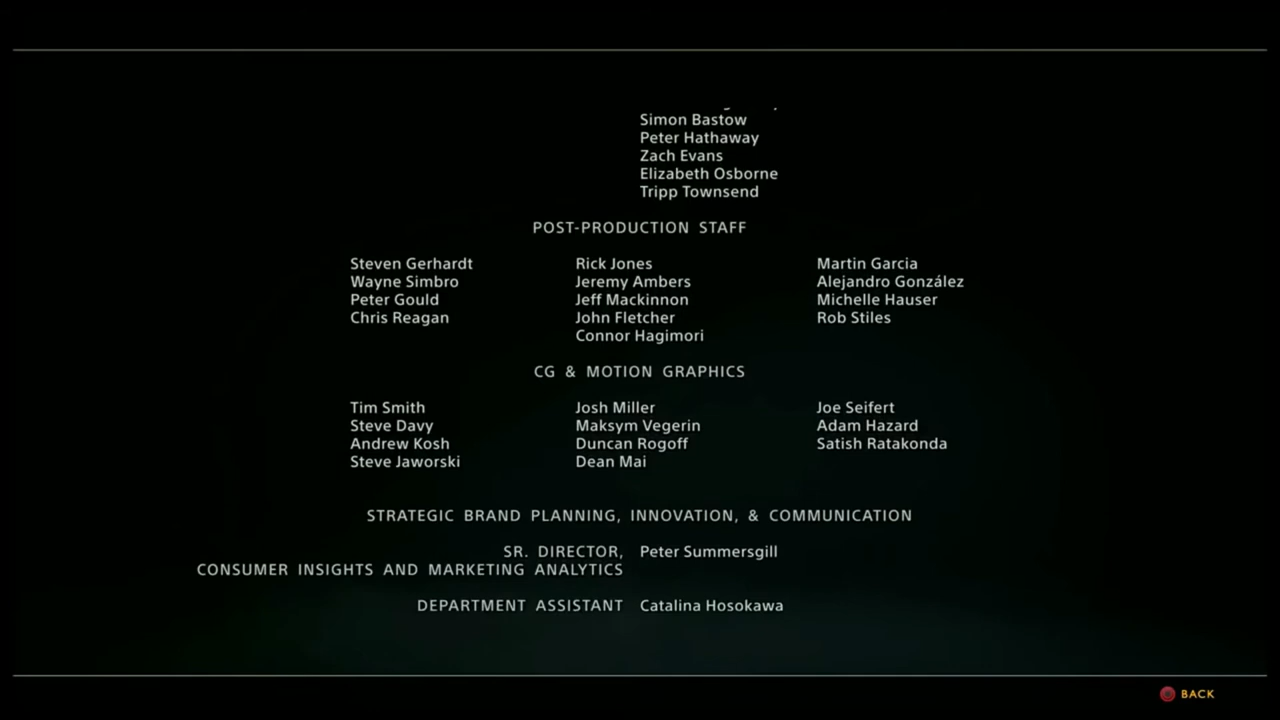 Simon Bastow
Peter Hathaway
Zach Evans
Elizabeth Osborne
Tripp Townsend
POST-PRODUCTION STAFF
Steven Gerhardt Rick Jones Martin Garcia
Wayne Simbro Jeremy Ambers Alejandro González
Peter Gould Jeff Mackinnon Michelle Hauser
Chris Reagan John Fletcher Rob Stiles
Connor Hagimori
CG & MOTION GRAPHICS
Tim Smith Josh Miller Joe Seifert
Steve Davy Maksym Vegerin Adam Hazard
Andrew Kosh Duncan Rogoff Satish Ratakonda
Steve Jaworski Dean Mai
STRATEGIC BRAND PLANNING, INNOVATION, & COMMUNICATION
SR. DIRECTOR, Peter Summersgill
CONSUMER INSIGHTS AND MARKETING ANALYTICS
DEPARTMENT ASSISTANT Catalina Hosokawa
BACK